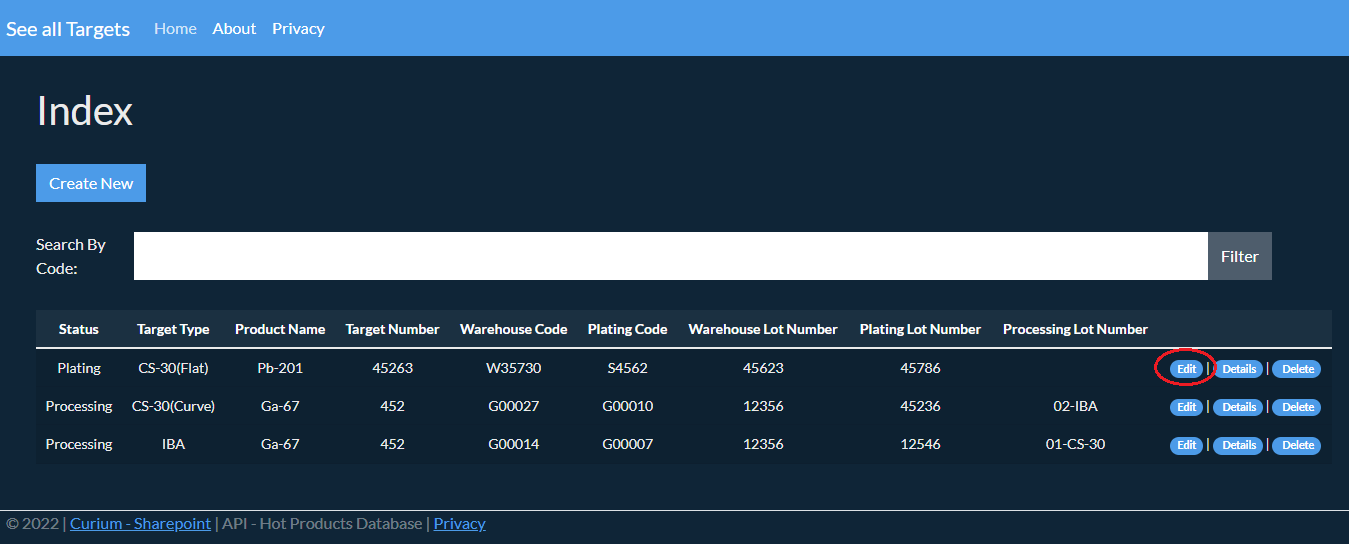 See all Targets Home About Privacy
Index
Create New
Search By
Code:
Filter
Status Target Type Product Name Target Number Warehouse Code Plating Code Warehouse Lot Number Plating Lot Number Processing Lot Number
Plating CS-30(Flat) Pb-201 45263 W35730 S4562 45623 45786 Edit | Details | Delete
Processing CS-30(Curve) Ga-67 452 G00027 G00010 12356 45236 02-IBA Edit | Details | Delete
Processing IBA Ga-67 452 G00014 G00007 12356 12546 01-CS-30 Edit | Details | Delete
© 2022 | Curium - Sharepoint | API - Hot Products Database | Privacy